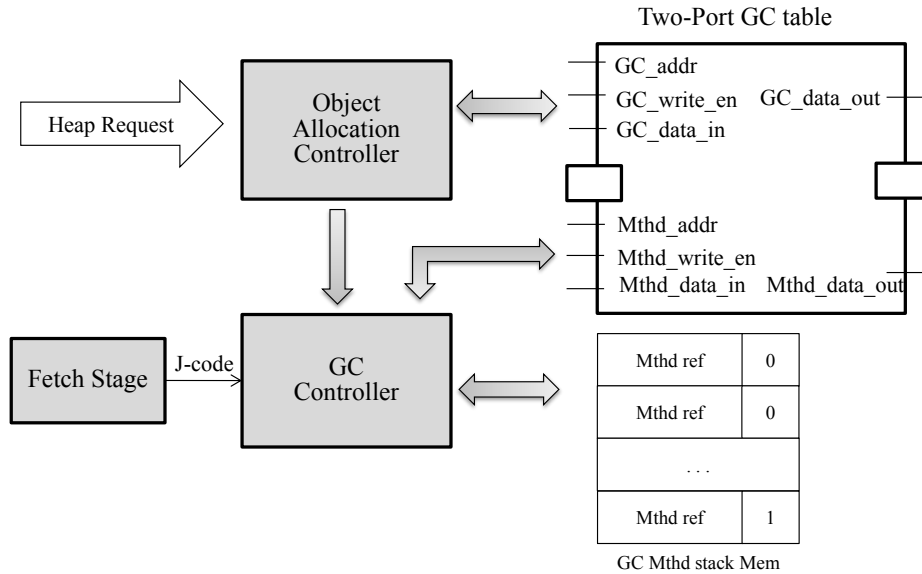 Two-Port GC table
Heap Request
Object
Allocation
Controller
GC_addr
GC_write_en
GC_data_in
GC_data_out
Mthd_addr
Mthd_write_en
Mthd_data_in
Mthd_data_out
Fetch Stage
J-code
GC
Controller
Mthd ref 0
Mthd ref 0
. . .
Mthd ref 1
GC Mthd stack Mem